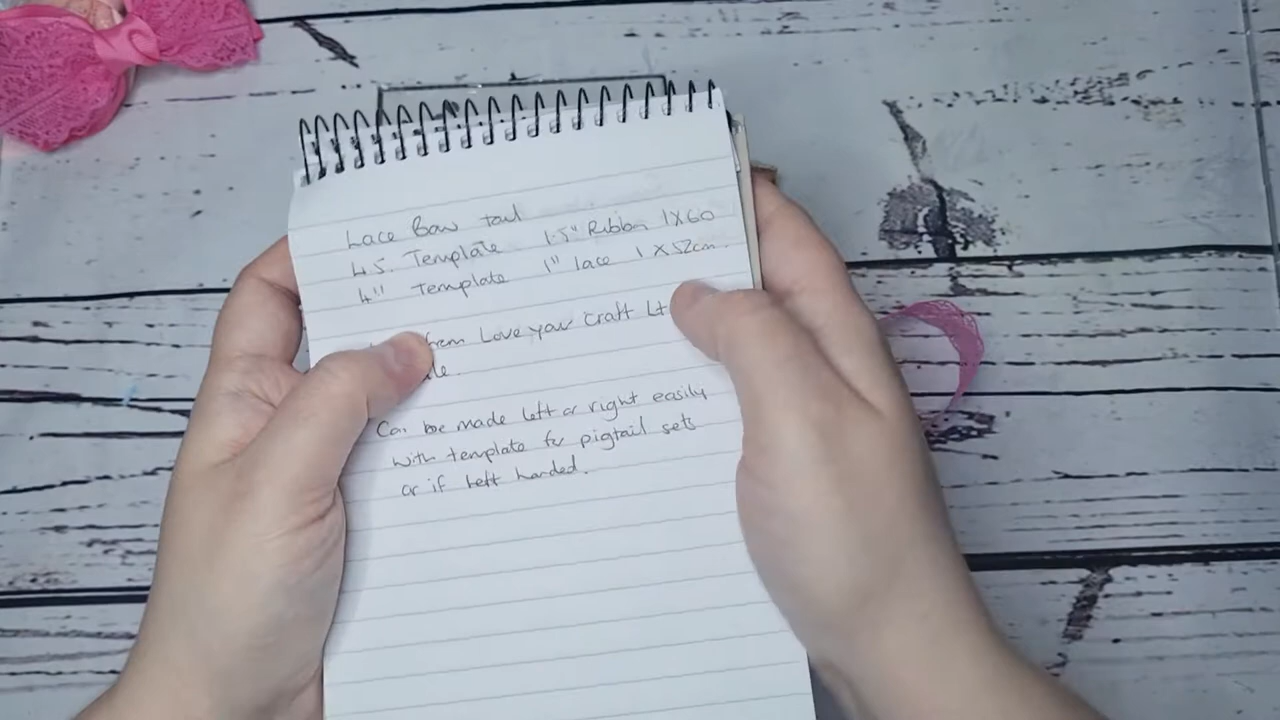 Lace Bow tail
4.5. Template 1.5" Ribbon 1X60
4" Template 1" lace 1 X 52cm.
from Love your Craft Lt
Can be made left or right easily
with template for pigtail sets
or if left handed.